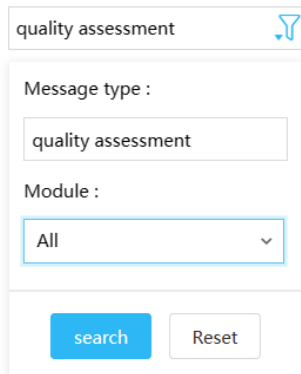 quality assessment
Message type :
quality assessment
Module :
All
search
Reset